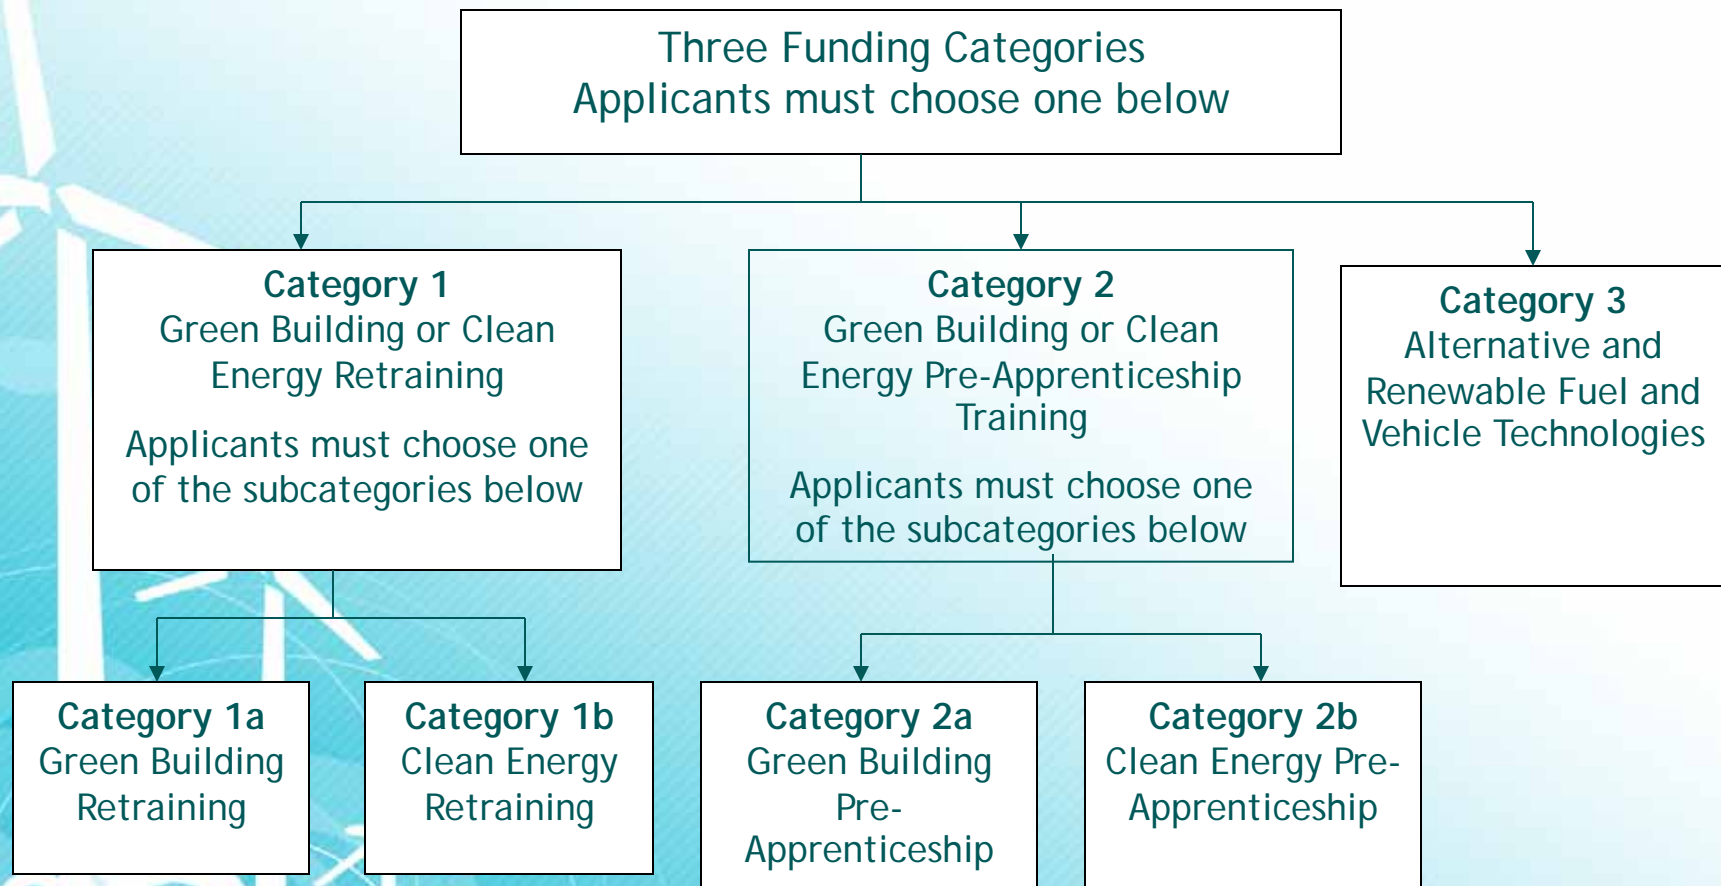 Three Funding Categories
Applicants must choose one below
Category 1
Green Building or Clean
Energy Retraining
Applicants must choose one
of the subcategories below
Category 2
Green Building or Clean
Energy Pre-Apprenticeship
Training
Applicants must choose one
of the subcategories below
Category 3
Alternative and
Renewable Fuel and
Vehicle Technologies
Category 1a
Green Building
Retraining
Category 1b
Clean Energy
Retraining
Category 2a
Green Building
Pre-
Apprenticeship
Category 2b
Clean Energy Pre-
Apprenticeship